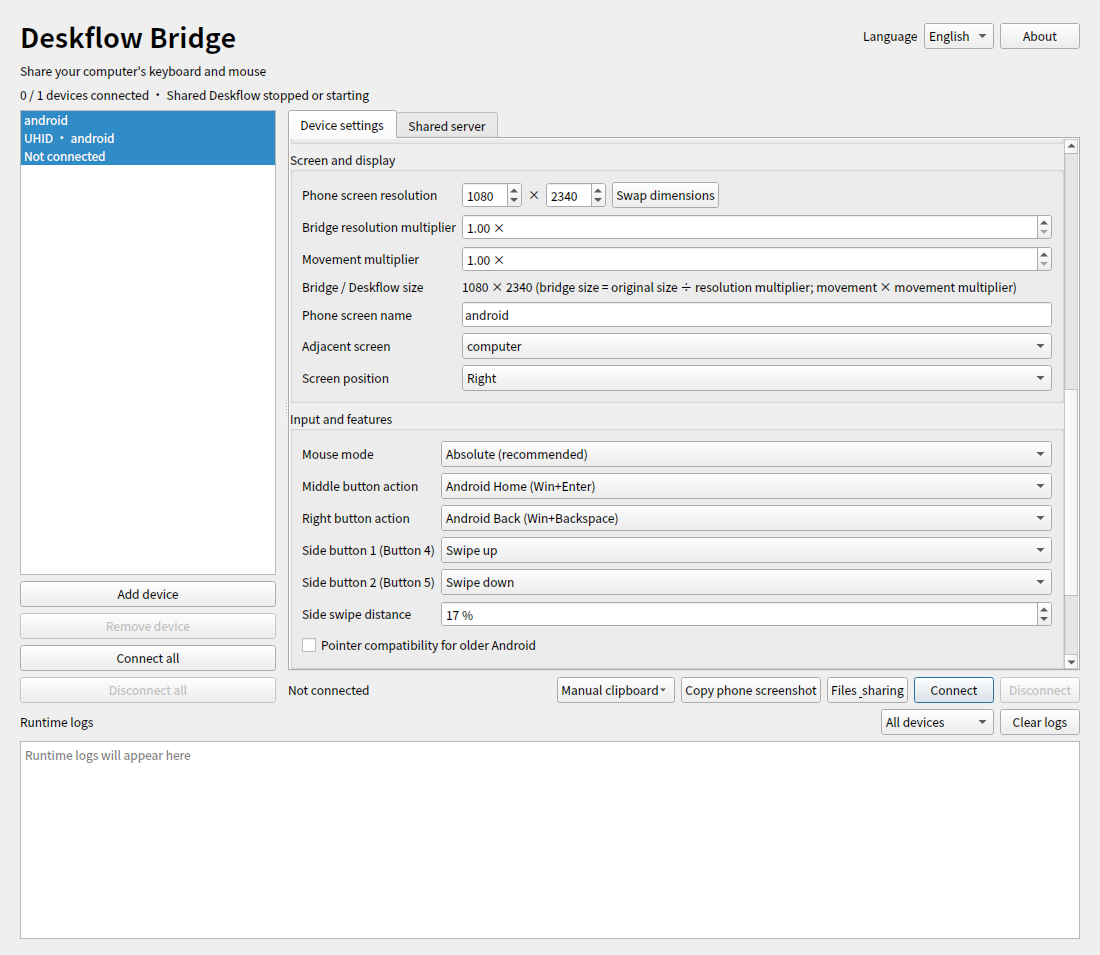 Deskflow Bridge
Language English About
Share your computer's keyboard and mouse
0 / 1 devices connected · Shared Deskflow stopped or starting
android
UHID · android
Not connected
Add device
Remove device
Connect all
Disconnect all
Device settings Shared server
Screen and display
Phone screen resolution 1080 × 2340 Swap dimensions
Bridge resolution multiplier 1.00 ×
Movement multiplier 1.00 ×
Bridge / Deskflow size 1080 × 2340 (bridge size = original size ÷ resolution multiplier; movement × movement multiplier)
Phone screen name android
Adjacent screen computer
Screen position Right
Input and features
Mouse mode Absolute (recommended)
Middle button action Android Home (Win+Enter)
Right button action Android Back (Win+Backspace)
Side button 1 (Button 4) Swipe up
Side button 2 (Button 5) Swipe down
Side swipe distance 17 %
Pointer compatibility for older Android
Not connected Manual clipboard Copy phone screenshot Files_sharing Connect Disconnect
Runtime logs All devices Clear logs
Runtime logs will appear here